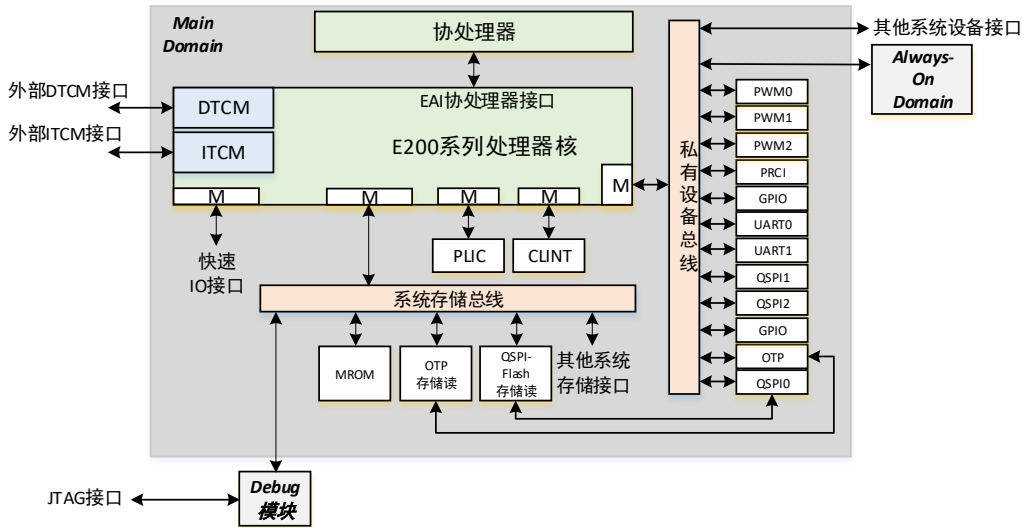 Main
Domain
协处理器
其他系统设备接口
Always-
On
Domain
外部DTCM接口
DTCM
EAI协处理器接口
外部ITCM接口
ITCM
E200系列处理器核
M
M
M
M
M
私有设备总线
PWM0
PWM1
PWM2
PRCI
GPIO
UART0
UART1
QSPI1
QSPI2
GPIO
OTP
QSPI0
快速
IO接口
PLIC
CLINT
系统存储总线
MROM
OTP
存储读
QSPI-
Flash
存储读
其他系统
存储接口
JTAG接口
Debug
模块